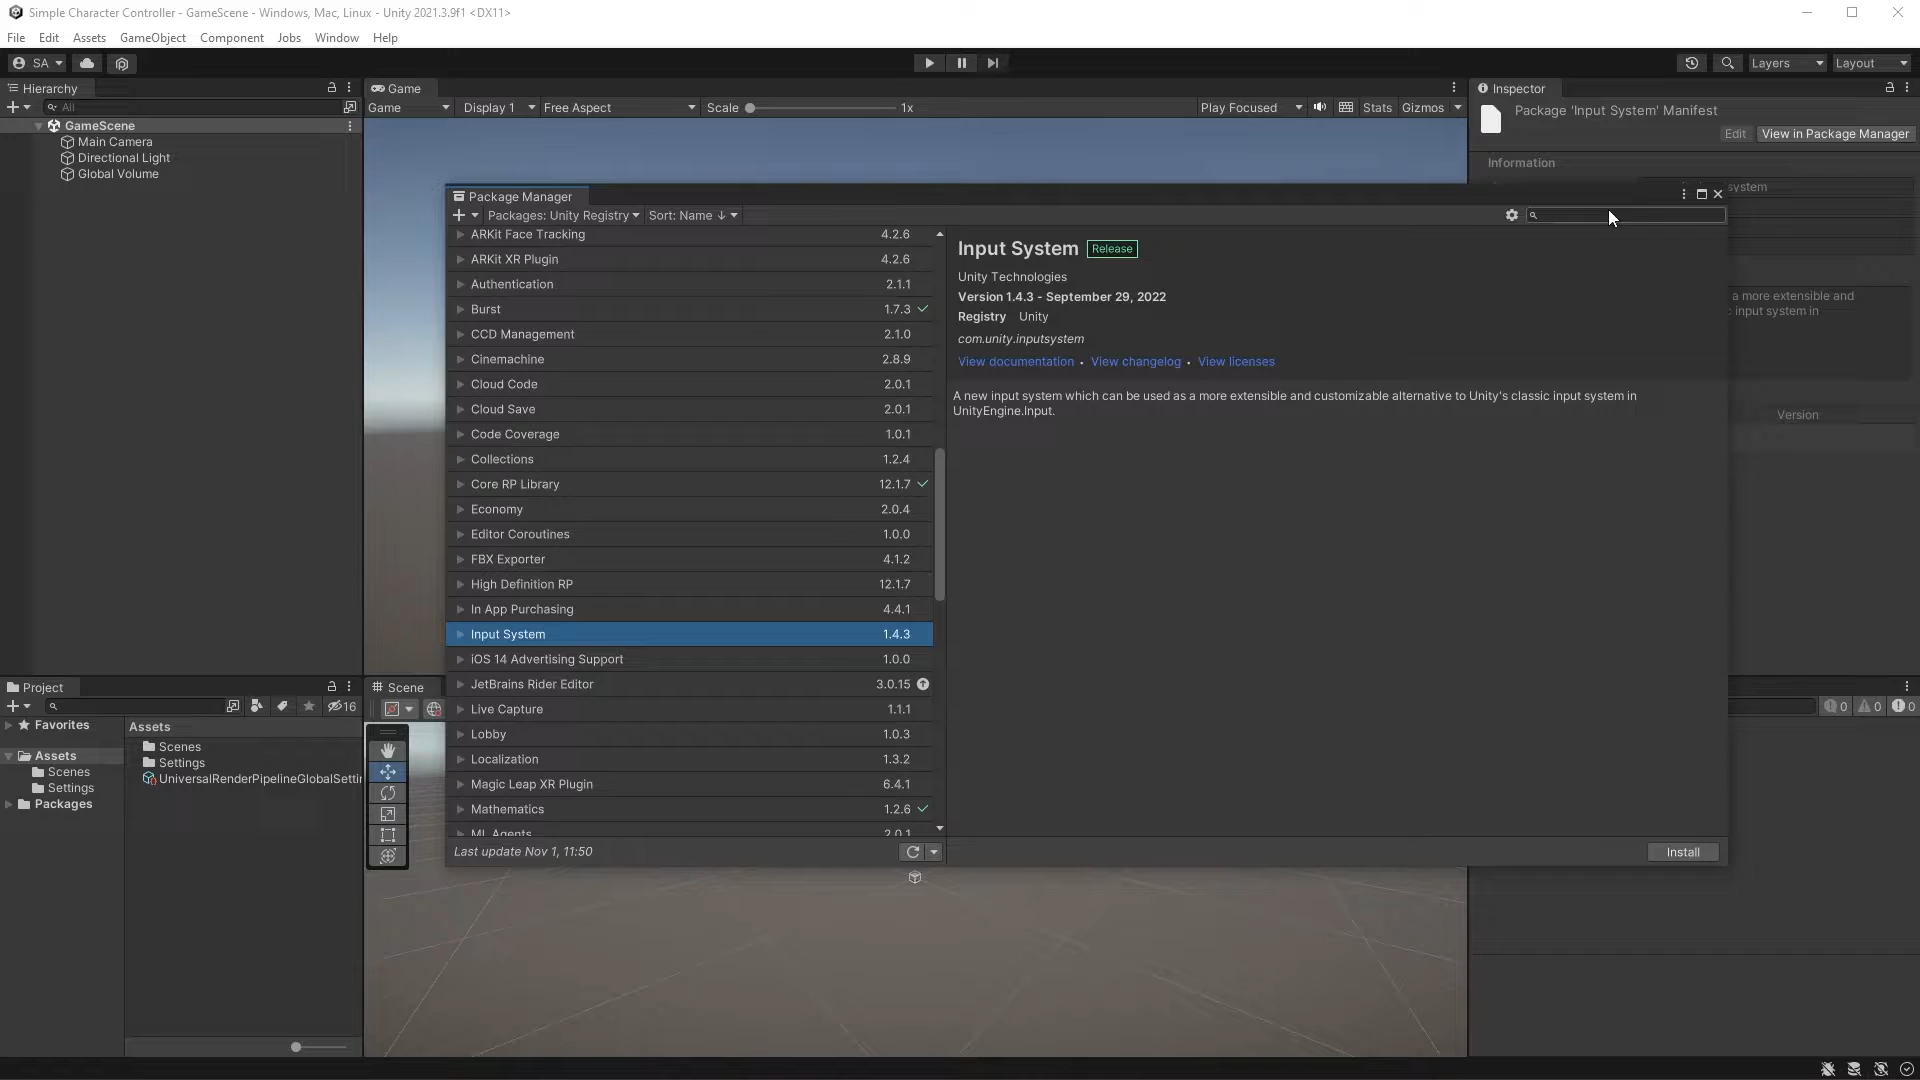 Simple Character Controller - GameScene - Windows, Mac, Linux - Unity 2021.3.9f1 <DX11>
File Edit Assets GameObject Component Jobs Window Help
SA Layers Layout
Hierarchy
All
GameScene
Main Camera
Directional Light
Global Volume
Game
Game Display 1 Free Aspect Scale 1x Play Focused Stats Gizmos
Inspector
Package 'Input System' Manifest
Edit View in Package Manager
Information
system
a more extensible and
input system in
Version
Package Manager
Packages: Unity Registry Sort: Name ↓
ARKit Face Tracking 4.2.6
ARKit XR Plugin 4.2.6
Authentication 2.1.1
Burst 1.7.3
CCD Management 2.1.0
Cinemachine 2.8.9
Cloud Code 2.0.1
Cloud Save 2.0.1
Code Coverage 1.0.1
Collections 1.2.4
Core RP Library 12.1.7
Economy 2.0.4
Editor Coroutines 1.0.0
FBX Exporter 4.1.2
High Definition RP 12.1.7
In App Purchasing 4.4.1
Input System 1.4.3
iOS 14 Advertising Support 1.0.0
JetBrains Rider Editor 3.0.15
Live Capture 1.1.1
Lobby 1.0.3
Localization 1.3.2
Magic Leap XR Plugin 6.4.1
Mathematics 1.2.6
ML Agents 2.0.1
Last update Nov 1, 11:50
Input System Release
Unity Technologies
Version 1.4.3 - September 29, 2022
Registry Unity
com.unity.inputsystem
View documentation • View changelog • View licenses
A new input system which can be used as a more extensible and customizable alternative to Unity's classic input system in
UnityEngine.Input.
Install
Project
16
Favorites
Assets
Scenes
Settings
Packages
Assets
Scenes
Settings
UniversalRenderPipelineGlobalSettin
Scene
0 0 0